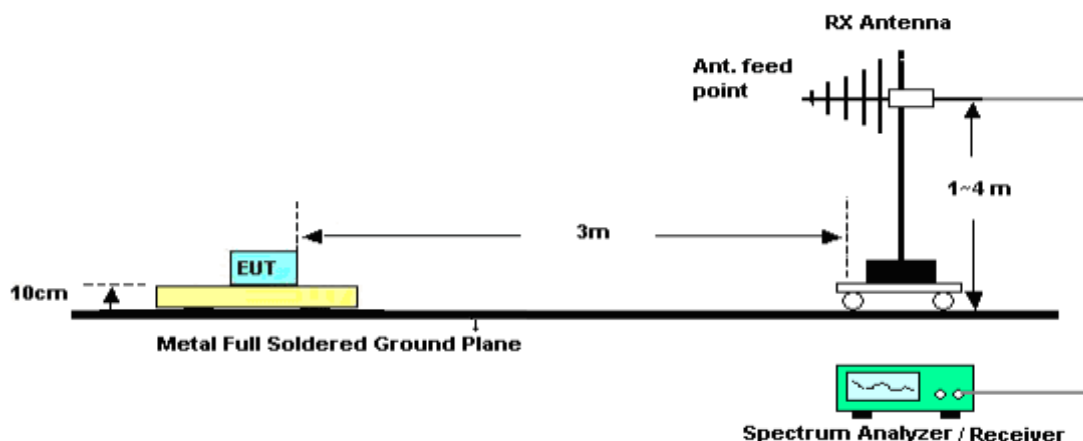 RX Antenna
Ant. feed
point
1~4 m
3m
EUT
10cm
Metal Full Soldered Ground Plane
Spectrum Analyzer / Receiver